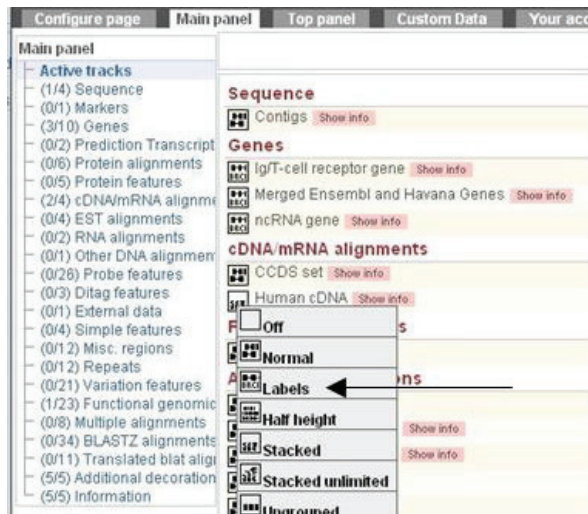 Configure page Main panel Top panel Custom Data Your acc
Main panel
Active tracks
(1/4) Sequence
(0/1) Markers
(3/10) Genes
(0/2) Prediction Transcript
(0/6) Protein alignments
(0/5) Protein features
(2/4) cDNA/mRNA alignme
(0/4) EST alignments
(0/2) RNA alignments
(0/1) Other DNA alignmen
(0/26) Probe features
(0/3) Ditag features
(0/1) External data
(0/4) Simple features
(0/12) Misc. regions
(0/12) Repeats
(0/21) Variation features
(1/23) Functional genomic
(0/8) Multiple alignments
(0/34) BLASTZ alignments
(0/11) Translated blat alig
(5/5) Additional decoration
(5/5) Information
Sequence
Contigs Show info
Genes
Ig/T-cell receptor gene Show info
Merged Ensembl and Havana Genes Show info
ncRNA gene Show info
cDNA/mRNA alignments
CCDS set Show info
Human cDNA Show info
F s
Off
Normal
A ns
Labels
Half height
Show info
Stacked
Show info
Stacked unlimited
Ungrouped